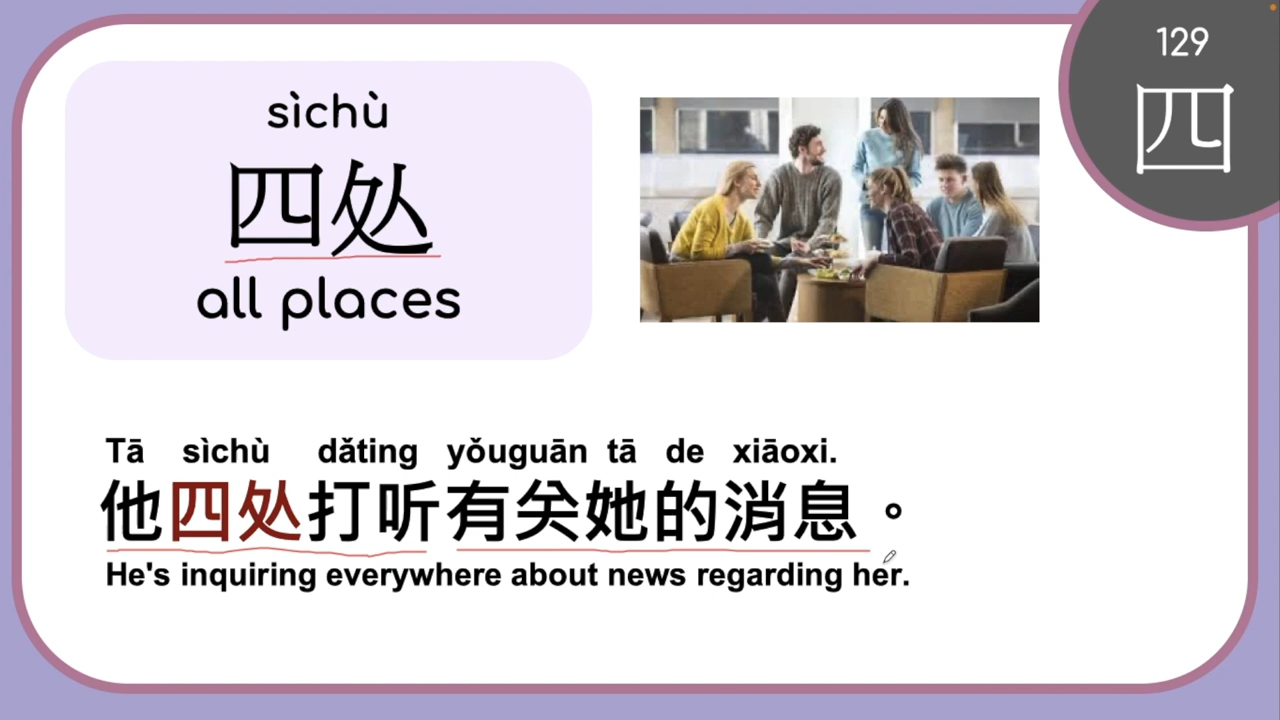 129
四
sìchù
四处
all places
Tā sìchù dǎting yǒuguān tā de xiāoxi.
他四处打听有关她的消息。
He's inquiring everywhere about news regarding her.